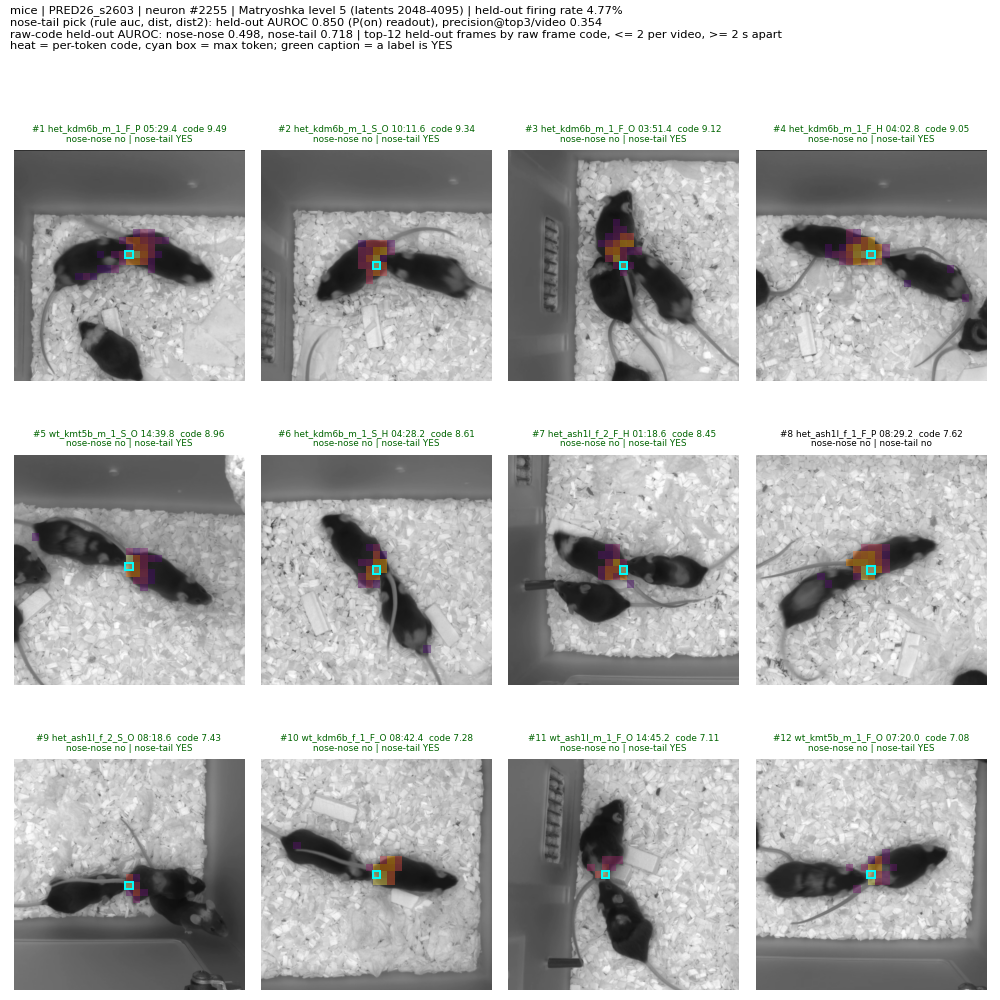 mice | PRED26_s2603 | neuron #2255 | Matryoshka level 5 (latents 2048-4095) | held-out firing rate 4.77%
nose-tail pick (rule auc, dist, dist2): held-out AUROC 0.850 (P(on) readout), precision@top3/video 0.354
raw-code held-out AUROC: nose-nose 0.498, nose-tail 0.718 | top-12 held-out frames by raw frame code, <= 2 per video, >= 2 s apart
heat = per-token code, cyan box = max token; green caption = a label is YES
#1 het_kdm6b_m_1_F_P 05:29.4 code 9.49
nose-nose no | nose-tail YES
#2 het_kdm6b_m_1_S_O 10:11.6 code 9.34
nose-nose no | nose-tail YES
#3 het_kdm6b_m_1_F_O 03:51.4 code 9.12
nose-nose no | nose-tail YES
#4 het_kdm6b_m_1_F_H 04:02.8 code 9.05
nose-nose no | nose-tail YES
#5 wt_kmt5b_m_1_S_O 14:39.8 code 8.96
nose-nose no | nose-tail YES
#6 het_kdm6b_m_1_S_H 04:28.2 code 8.61
nose-nose no | nose-tail YES
#7 het_ash1l_f_2_F_H 01:18.6 code 8.45
nose-nose no | nose-tail YES
#8 het_ash1l_f_1_F_P 08:29.2 code 7.62
nose-nose no | nose-tail no
#9 het_ash1l_f_2_S_O 08:18.6 code 7.43
nose-nose no | nose-tail YES
#10 wt_kdm6b_f_1_F_O 08:42.4 code 7.28
nose-nose no | nose-tail YES
#11 wt_ash1l_m_1_F_O 14:45.2 code 7.11
nose-nose no | nose-tail YES
#12 wt_kmt5b_m_1_F_O 07:20.0 code 7.08
nose-nose no | nose-tail YES